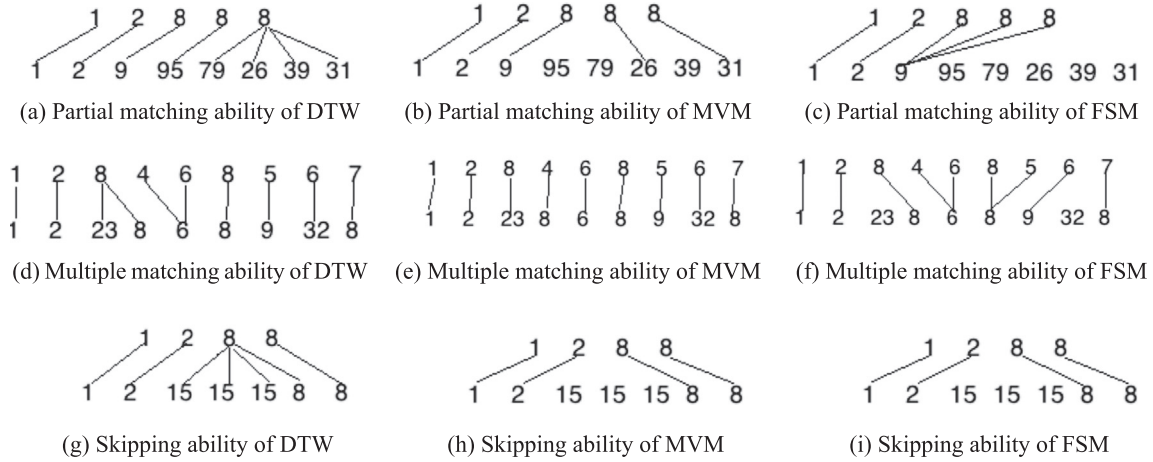 1 2 8 8 8
1 2 9 95 79 26 39 31
(a) Partial matching ability of DTW
1 2 8 8 8
1 2 9 95 79 26 39 31
(b) Partial matching ability of MVM
1 2 8 8 8
1 2 9 95 79 26 39 31
(c) Partial matching ability of FSM
1 2 8 4 6 8 5 6 7
1 2 23 8 6 8 9 32 8
(d) Multiple matching ability of DTW
1 2 8 4 6 8 5 6 7
1 2 23 8 6 8 9 32 8
(e) Multiple matching ability of MVM
1 2 8 4 6 8 5 6 7
1 2 23 8 6 8 9 32 8
(f) Multiple matching ability of FSM
1 2 8 8
1 2 15 15 15 8 8
(g) Skipping ability of DTW
1 2 8 8
1 2 15 15 15 8 8
(h) Skipping ability of MVM
1 2 8 8
1 2 15 15 15 8 8
(i) Skipping ability of FSM